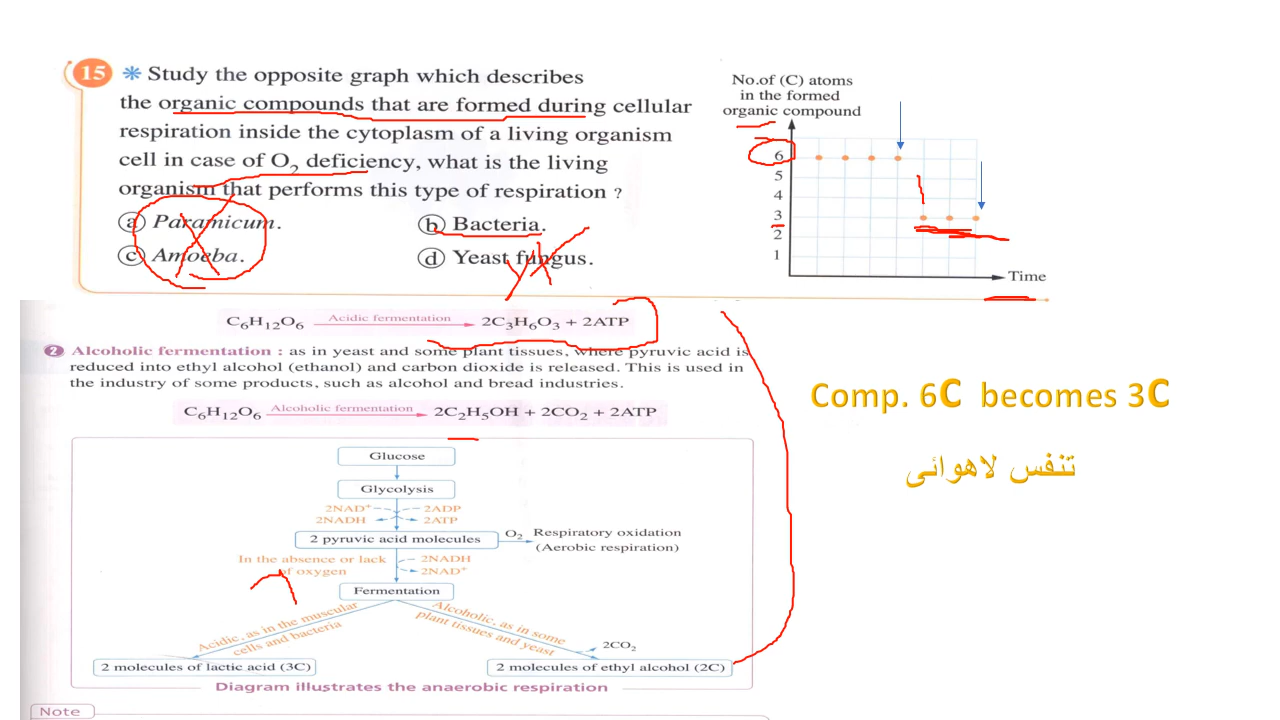 15 * Study the opposite graph which describes
the organic compounds that are formed during cellular
respiration inside the cytoplasm of a living organism
cell in case of O₂ deficiency, what is the living
organism that performs this type of respiration ?
a Paramicum.
b Bacteria.
c Amoeba.
d Yeast fungus.
No.of (C) atoms
in the formed
organic compound
6
5
4
3
2
1
Time
C₆H₁₂O₆ Acidic fermentation 2C₃H₆O₃ + 2ATP
2 Alcoholic fermentation : as in yeast and some plant tissues, where pyruvic acid is
reduced into ethyl alcohol (ethanol) and carbon dioxide is released. This is used in
the industry of some products, such as alcohol and bread industries.
C₆H₁₂O₆ Alcoholic fermentation 2C₂H₅OH + 2CO₂ + 2ATP
Comp. 6C becomes 3C
تنفس لاهوائى
Glucose
Glycolysis
2NAD⁺ 2ADP
2NADH 2ATP
2 pyruvic acid molecules
O₂ Respiratory oxidation
(Aerobic respiration)
In the absence or lack
of oxygen
2NADH
2NAD⁺
Fermentation
Acidic, as in the muscular
cells and bacteria
Alcoholic, as in some
plant tissues and yeast
2CO₂
2 molecules of lactic acid (3C)
2 molecules of ethyl alcohol (2C)
Diagram illustrates the anaerobic respiration
Note